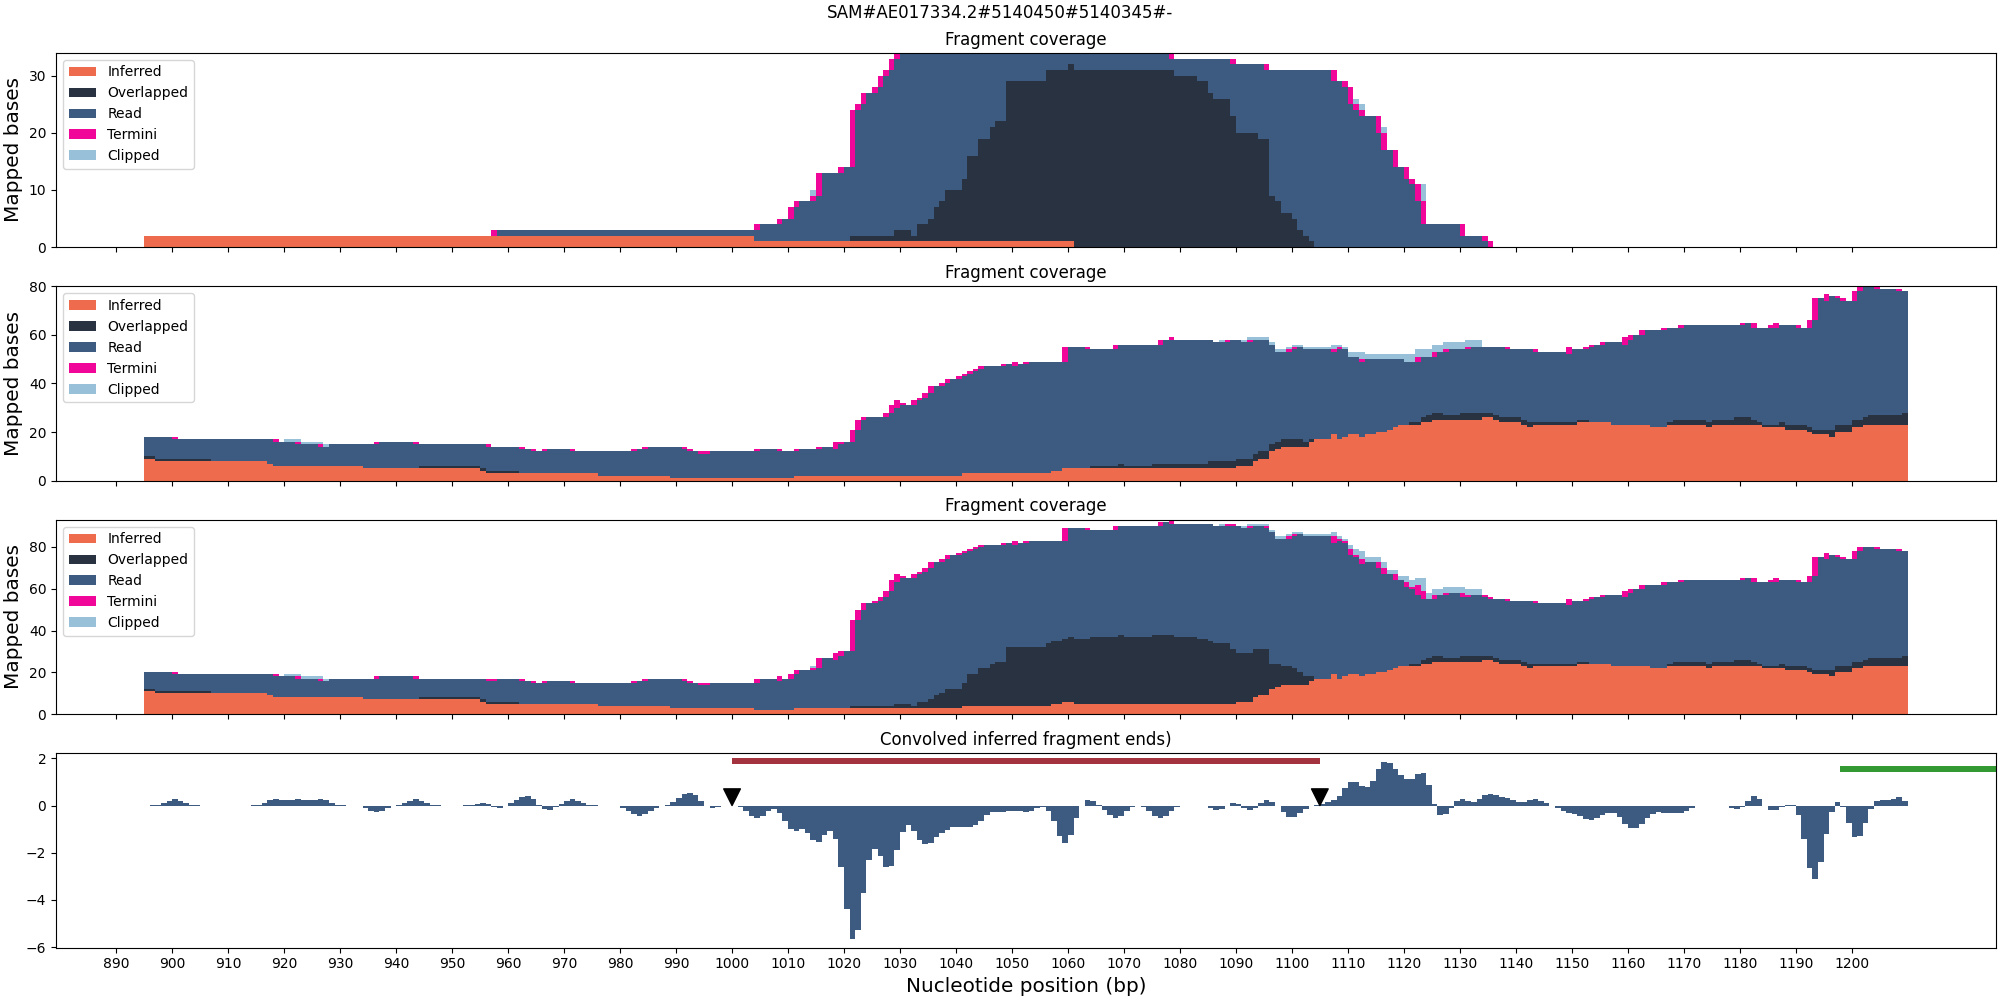 SAM#AE017334.2#5140450#5140345#-
Fragment coverage
Mapped bases
30
20
10
0
Inferred
Overlapped
Read
Termini
Clipped
Fragment coverage
Mapped bases
80
60
40
20
0
Inferred
Overlapped
Read
Termini
Clipped
Fragment coverage
Mapped bases
80
60
40
20
0
Inferred
Overlapped
Read
Termini
Clipped
Convolved inferred fragment ends)
2
0
−2
−4
−6
890 900 910 920 930 940 950 960 970 980 990 1000 1010 1020 1030 1040 1050 1060 1070 1080 1090 1100 1110 1120 1130 1140 1150 1160 1170 1180 1190 1200
Nucleotide position (bp)